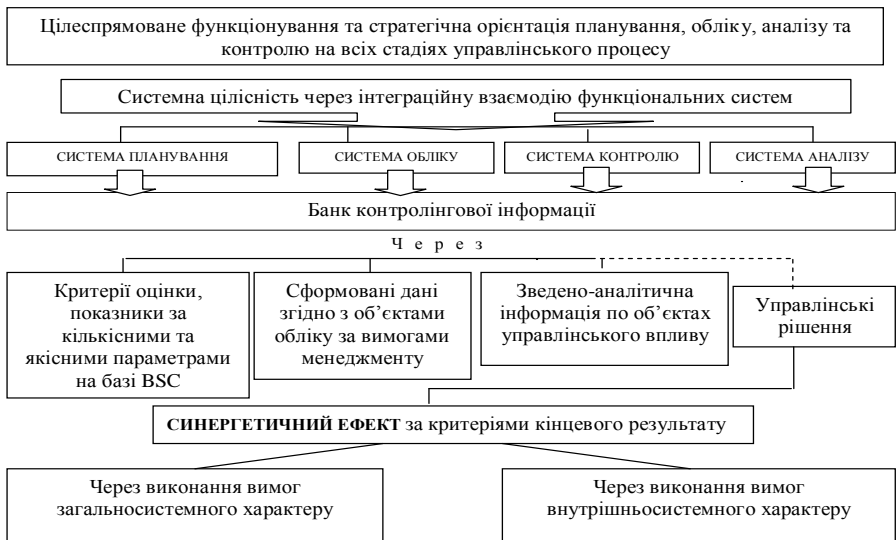 Цілеспрямоване функціонування та стратегічна орієнтація планування, обліку, аналізу та
контролю на всіх стадіях управлінського процесу
Системна цілісність через інтеграційну взаємодію функціональних систем
СИСТЕМА ПЛАНУВАННЯ
СИСТЕМА ОБЛІКУ
СИСТЕМА КОНТРОЛЮ
СИСТЕМА АНАЛІЗУ
Банк контролінгової інформації
Через
Критерії оцінки,
показники за
кількісними та
якісними параметрами
на базі BSC
Сформовані дані
згідно з об’єктами
обліку за вимогами
менеджменту
Зведено-аналітична
інформація по об’єктах
управлінського впливу
Управлінські
рішення
СИНЕРГЕТИЧНИЙ ЕФЕКТ за критеріями кінцевого результату
Через виконання вимог
загальносистемного характеру
Через виконання вимог
внутрішньосистемного характеру